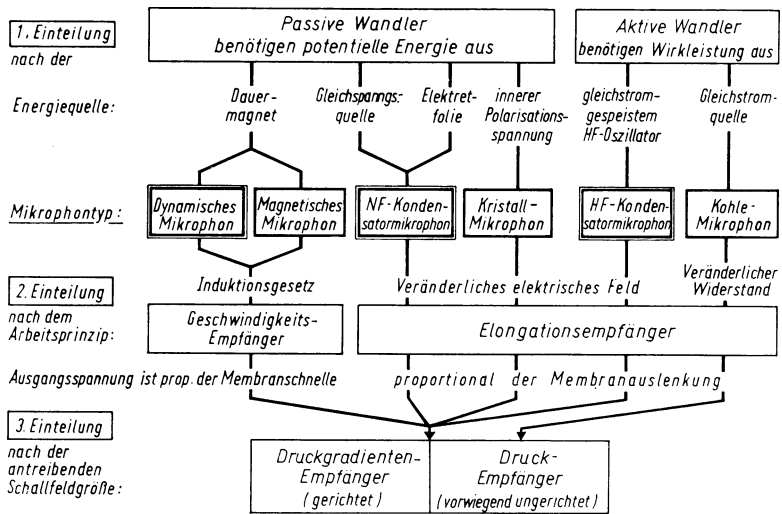 1. Einteilung
nach der
Energiequelle:
Passive Wandler
benötigen potentielle Energie aus
Aktive Wandler
benötigen Wirkleistung aus
Dauer-
magnet
Gleichspanngs-
quelle
Elektret-
folie
innerer
Polarisations-
spannung
gleichstrom-
gespeistem
HF-Oszillator
Gleichstrom-
quelle
Mikrophontyp:
Dynamisches
Mikrophon
Magnetisches
Mikrophon
NF-Konden-
satormikrophon
Kristall-
Mikrophon
HF-Konden-
satormikrophon
Kohle-
Mikrophon
2. Einteilung
nach dem
Arbeitsprinzip:
Induktionsgesetz
Veränderliches elektrisches Feld
Veränderlicher
Widerstand
Geschwindigkeits-
Empfänger
Elongationsempfänger
Ausgangsspannung ist prop. der Membranschnelle
proportional der Membranauslenkung
3. Einteilung
nach der
antreibenden
Schallfeldgröße:
Druckgradienten-
Empfänger
(gerichtet)
Druck-
Empfänger
(vorwiegend ungerichtet)